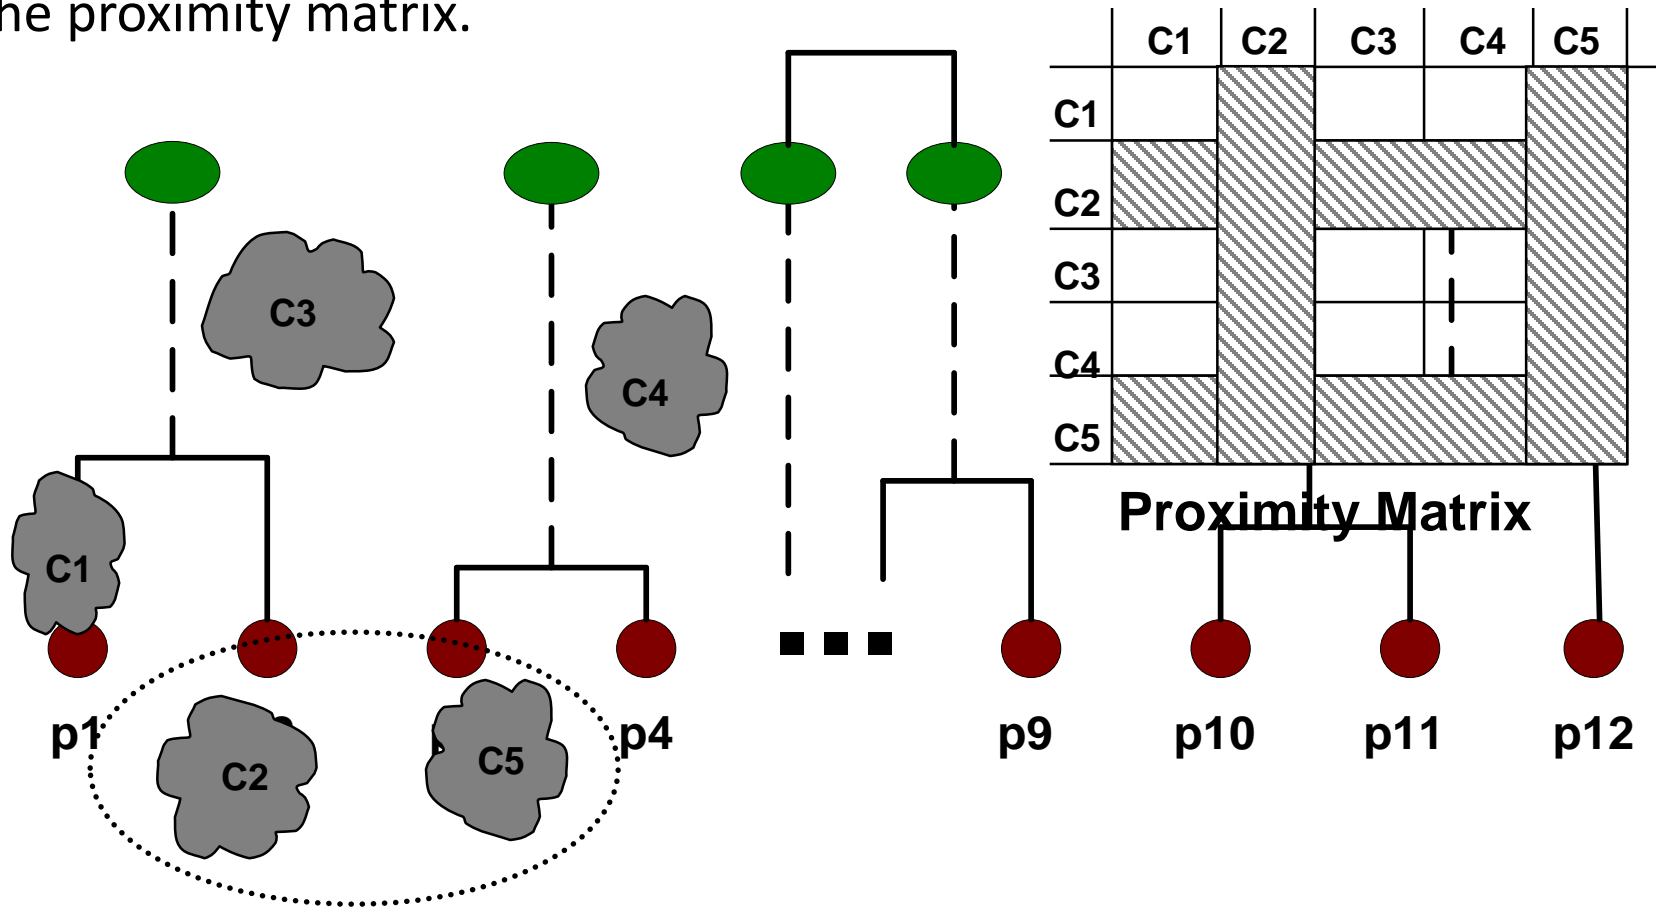 he proximity matrix.
C1 C2 C3 C4 C5
C1
C2
C3
C4
C5
Proximity Matrix
C3
C4
C1
C2
C5
p1 p4 p9 p10 p11 p12